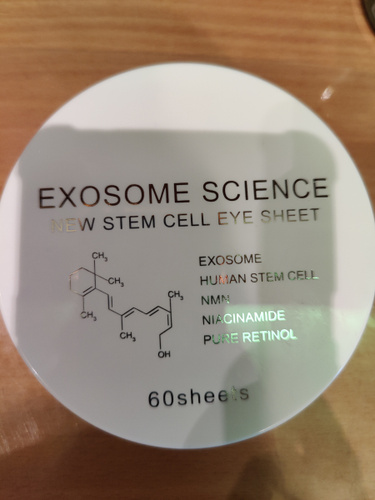 EXOSOME SCIENCE
NEW STEM CELL EYE SHEET
CH₃
CH₃
CH₃
CH₃
CH₃
OH
EXOSOME
HUMAN STEM CELL
NMN
NIACINAMIDE
PURE RETINOL
60sheets